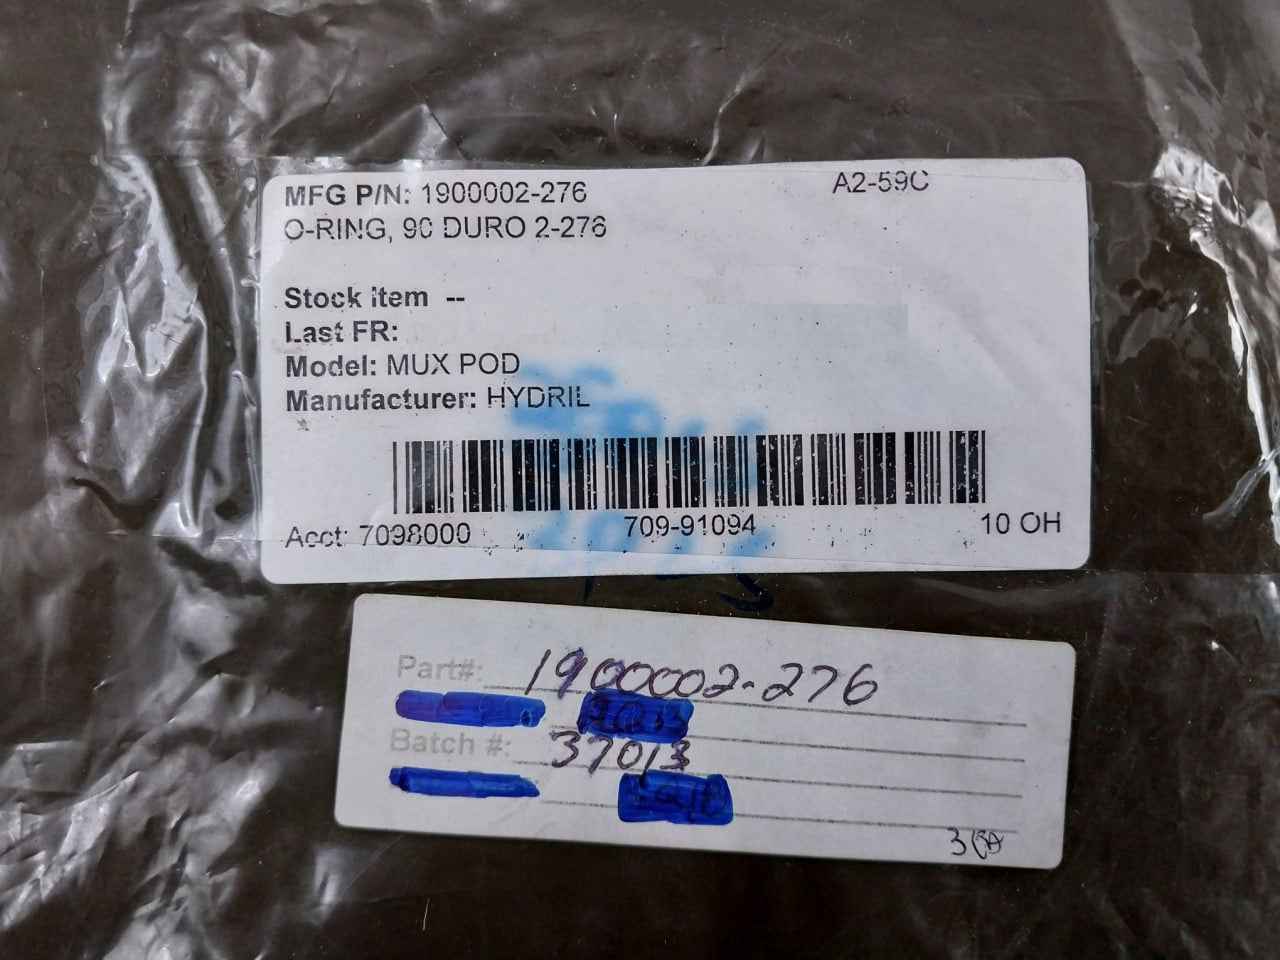 MFG P/N: 1900002-276 A2-59C
O-RING, 90 DURO 2-276
Stock item --
Last FR:
Model: MUX POD
Manufacturer: HYDRIL
Acct: 7098000 709-91094 10 OH
Part#: 1900002-276
Batch #: 37013